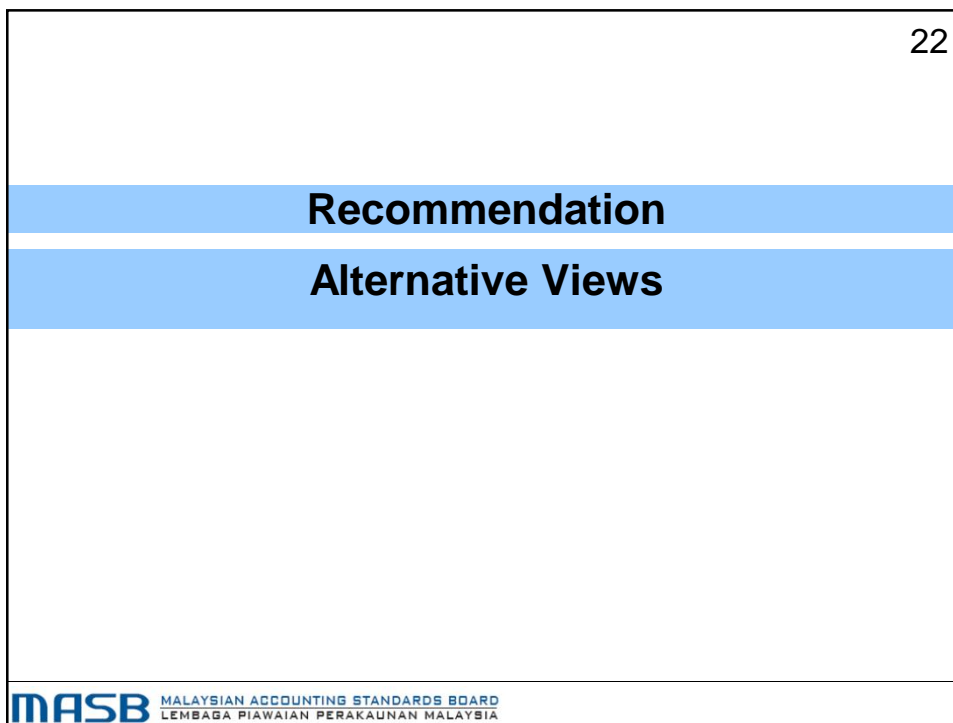 22
Recommendation
Alternative Views
MASB MALAYSIAN ACCOUNTING STANDARDS BOARD
LEMBAGA PIAWAIAN PERAKAUNAN MALAYSIA